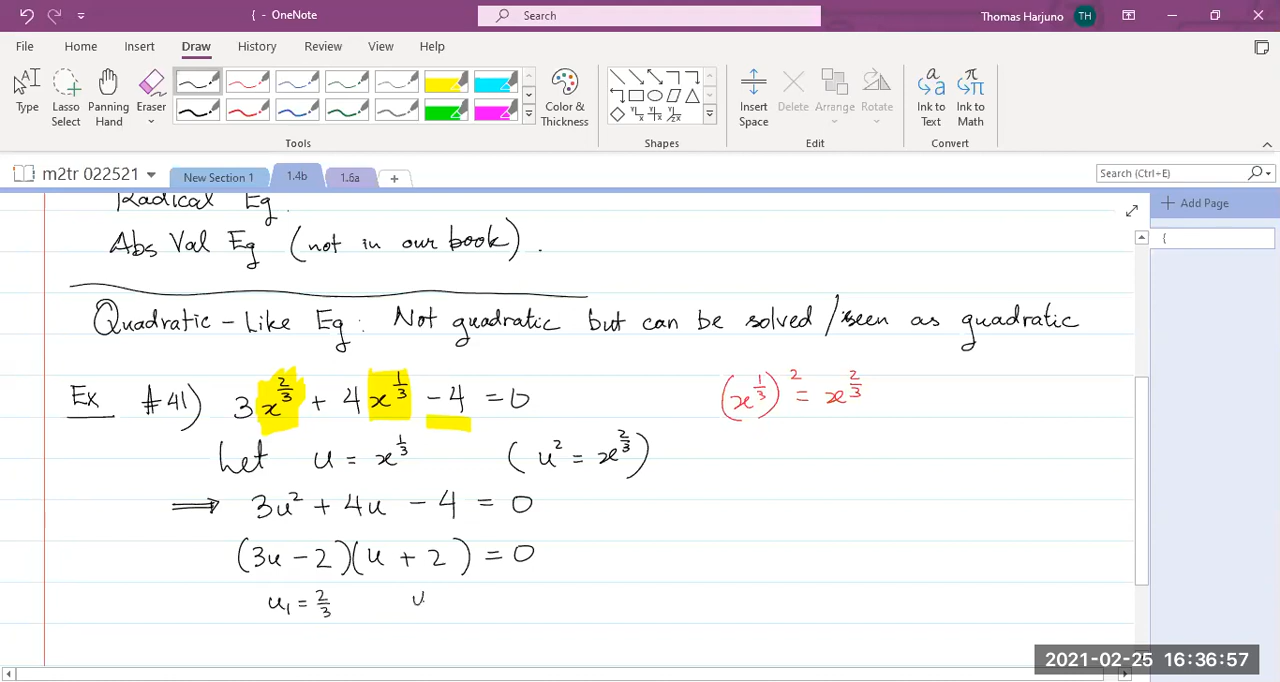 { - OneNote
Search
Thomas Harjuno
TH
File Home Insert Draw History Review View Help
Type
Lasso Select
Panning Hand
Eraser
Color & Thickness
Insert Space
Delete
Arrange
Rotate
Ink to Text
Ink to Math
Tools
Shapes
Edit
Convert
m2tr 022521
New Section 1
1.4b
1.6a
Search (Ctrl+E)
Add Page
{
Radical Eg.
Abs Val Eg (not in our book).
Quadratic - Like Eg : Not quadratic but can be solved / seen as quadratic
Ex #41) 3x^{2/3} + 4x^{1/3} - 4 = 0
(x^{1/3})^2 = x^{2/3}
Let u = x^{1/3} (u^2 = x^{2/3})
⟹ 3u^2 + 4u - 4 = 0
(3u - 2)(u + 2) = 0
u_1 = 2/3 u
2021-02-25 16:36:57